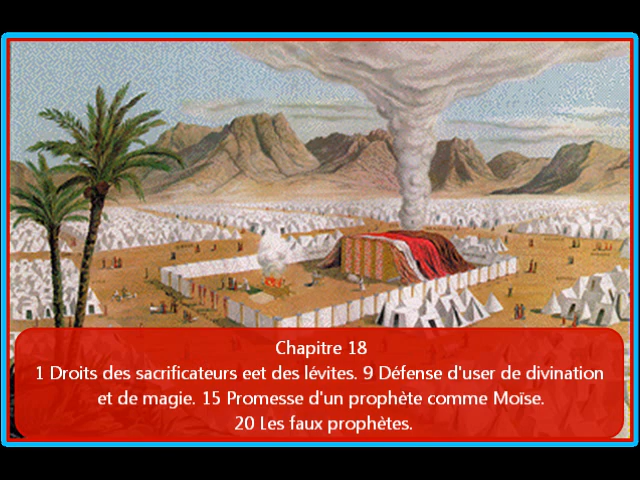 Chapitre 18
1 Droits des sacrificateurs eet des lévites. 9 Défense d'user de divination
et de magie. 15 Promesse d'un prophète comme Moïse.
20 Les faux prophètes.